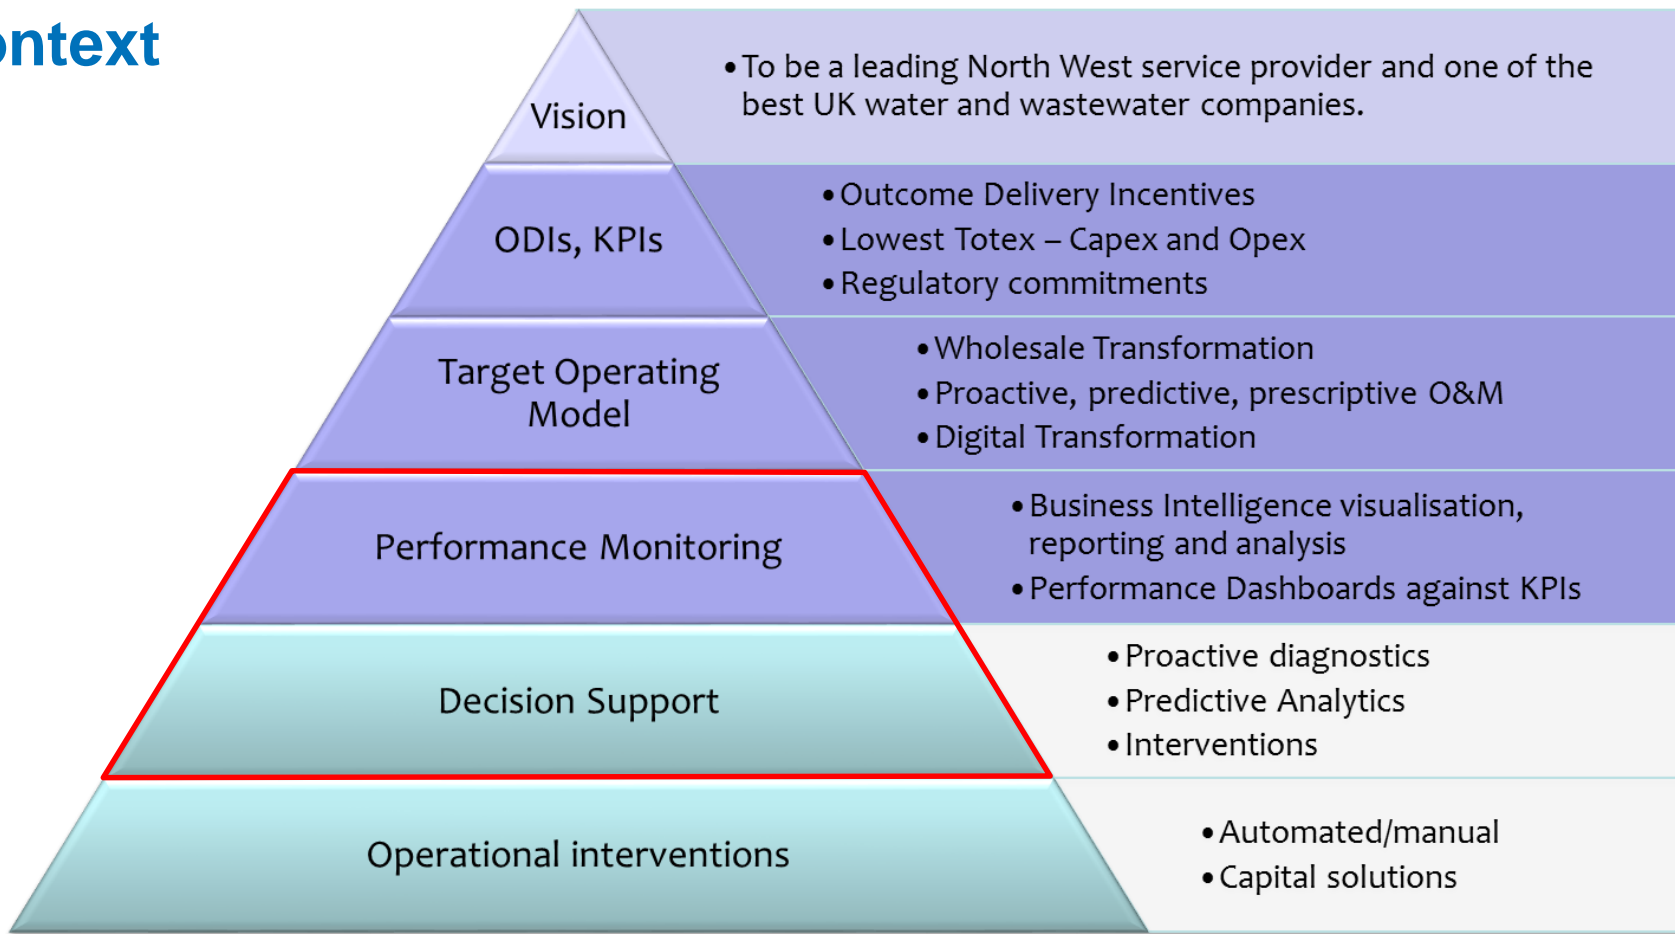 ontext
Vision
• To be a leading North West service provider and one of the
best UK water and wastewater companies.
ODIs, KPIs
• Outcome Delivery Incentives
• Lowest Totex – Capex and Opex
• Regulatory commitments
Target Operating
Model
• Wholesale Transformation
• Proactive, predictive, prescriptive O&M
• Digital Transformation
Performance Monitoring
• Business Intelligence visualisation,
reporting and analysis
• Performance Dashboards against KPIs
Decision Support
• Proactive diagnostics
• Predictive Analytics
• Interventions
Operational interventions
• Automated/manual
• Capital solutions